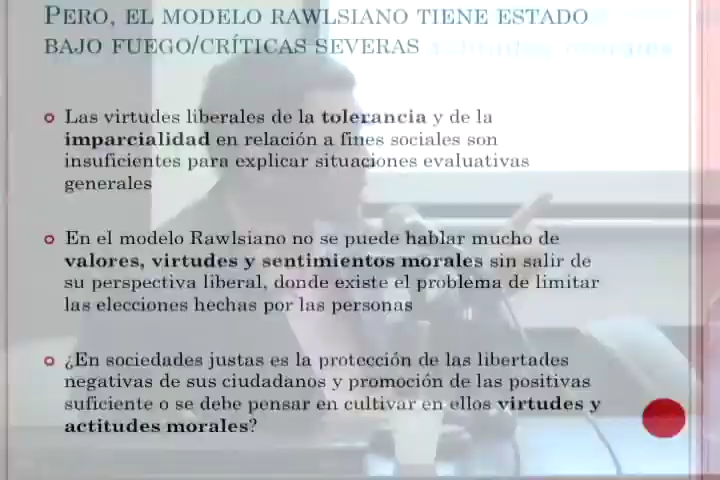 PERO, EL MODELO RAWLSIANO TIENE ESTADO
BAJO FUEGO/CRÍTICAS SEVERAS
Las virtudes liberales de la tolerancia y de la
imparcialidad en relación a fines sociales son
insuficientes para explicar situaciones evaluativas
generales
En el modelo Rawlsiano no se puede hablar mucho de
valores, virtudes y sentimientos morales sin salir de
su perspectiva liberal, donde existe el problema de limitar
las elecciones hechas por las personas
¿En sociedades justas es la protección de las libertades
negativas de sus ciudadanos y promoción de las positivas
suficiente o se debe pensar en cultivar en ellos virtudes y
actitudes morales?